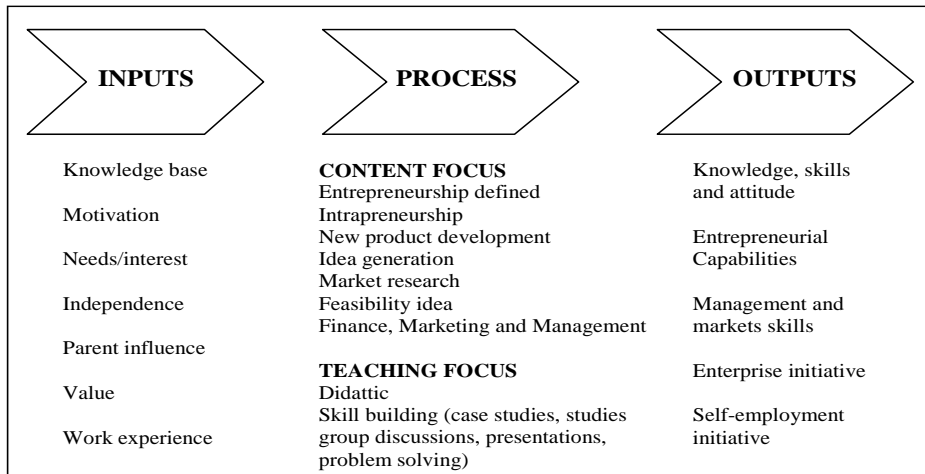 INPUTS
PROCESS
OUTPUTS
Knowledge base
Motivation
Needs/interest
Independence
Parent influence
Value
Work experience
CONTENT FOCUS
Entrepreneurship defined
Intrapreneurship
New product development
Idea generation
Market research
Feasibility idea
Finance, Marketing and Management
TEACHING FOCUS
Didattic
Skill building (case studies, studies
group discussions, presentations,
problem solving)
Knowledge, skills
and attitude
Entrepreneurial
Capabilities
Management and
markets skills
Enterprise initiative
Self-employment
initiative